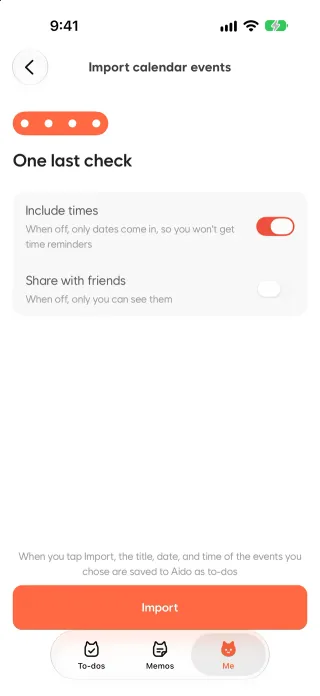 9:41
Import calendar events
One last check
Include times
When off, only dates come in, so you won't get
time reminders
Share with friends
When off, only you can see them
When you tap Import, the title, date, and time of the events you
chose are saved to Aido as to-dos
Import
To-dos
Memos
Me